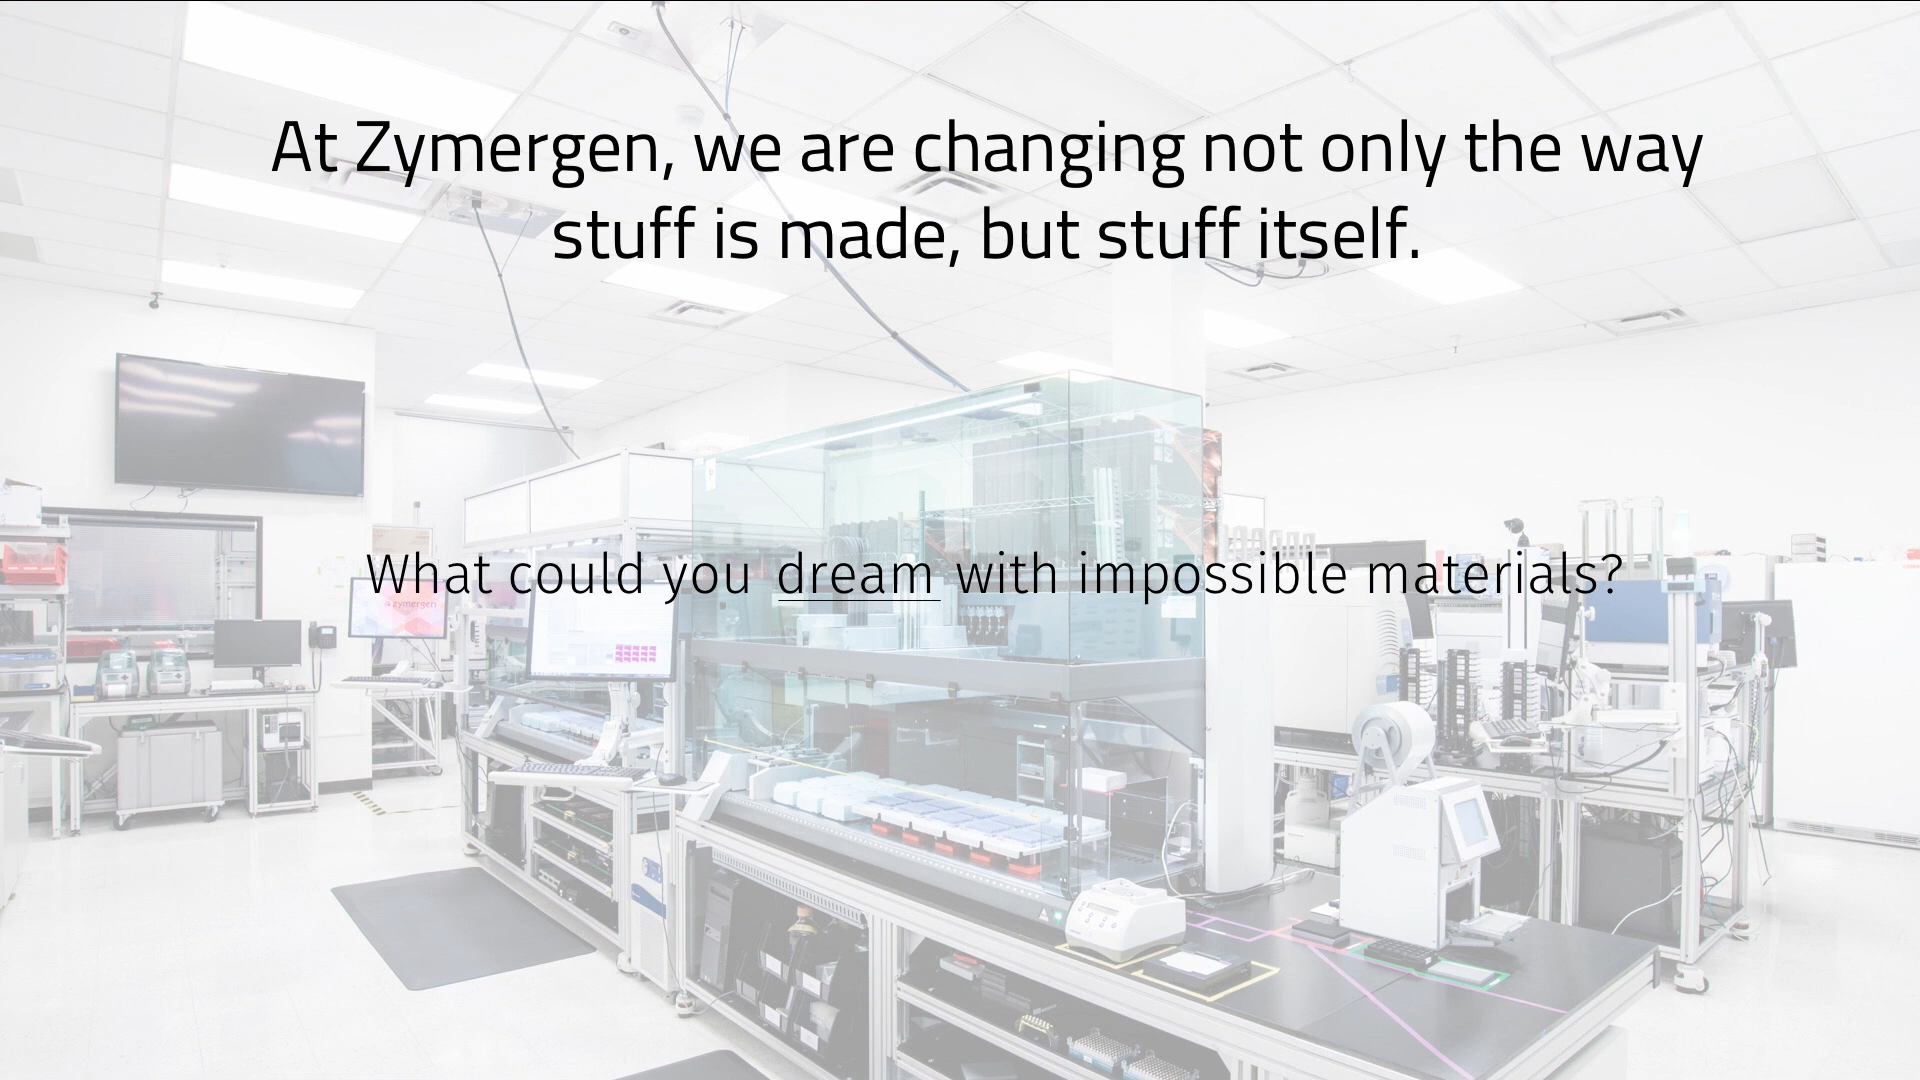 At Zymergen, we are changing not only the way
stuff is made, but stuff itself.
What could you dream with impossible materials?
zymergen